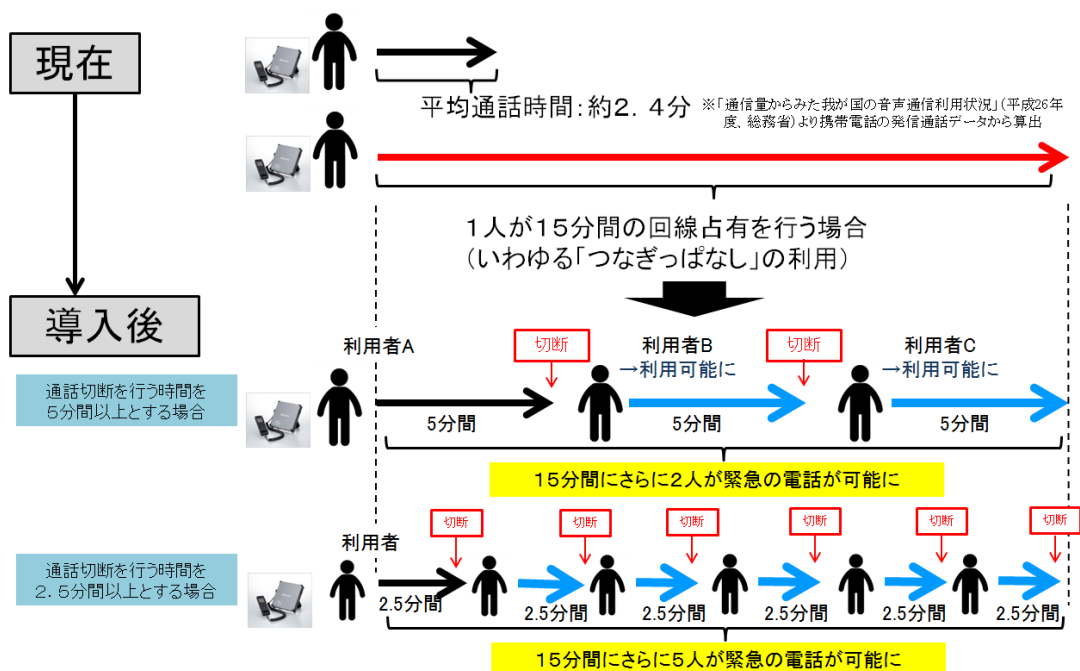 現在
平均通話時間：約２．４分
※「通信量からみた我が国の音声通信利用状況」（平成26年
度、総務省）より携帯電話の発信通話データから算出
１人が１５分間の回線占有を行う場合
（いわゆる「つなぎっぱなし」の利用）
導入後
利用者A
切断
利用者B
→利用可能に
切断
利用者C
→利用可能に
通話切断を行う時間を
５分間以上とする場合
5分間
5分間
5分間
15分間にさらに2人が緊急の電話が可能に
利用者
切断
切断
切断
切断
切断
切断
通話切断を行う時間を
２．５分間以上とする場合
2.5分間
2.5分間
2.5分間
2.5分間
2.5分間
2.5分間
15分間にさらに5人が緊急の電話が可能に